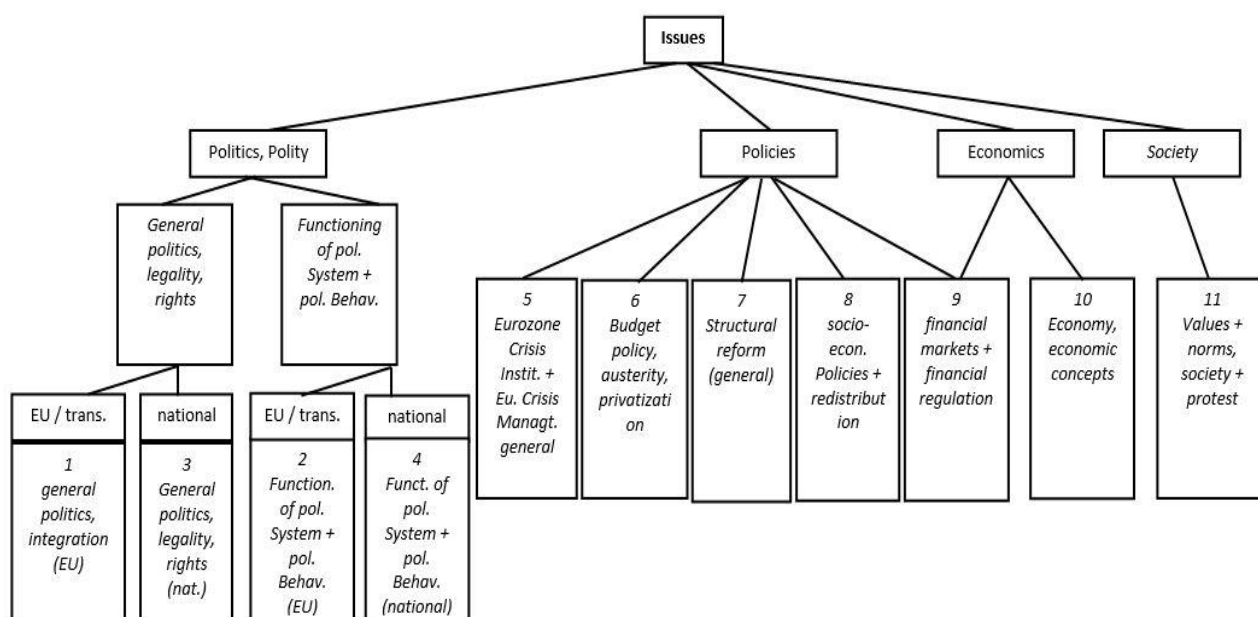 Issues
Politics, Polity
Policies
Economics
Society
General
politics,
legality,
rights
Functioning
of pol.
System +
pol. Behav.
EU / trans.
1
general
politics,
integration
(EU)
national
3
General
politics,
legality,
rights
(nat.)
EU / trans.
2
Function.
of pol.
System +
pol.
Behav.
(EU)
national
4
Funct. of
pol.
System +
pol.
Behav.
(national)
5
Eurozone
Crisis
Instit. +
Eu. Crisis
Managt.
general
6
Budget
policy,
austerity,
privatizati
on
7
Structural
reform
(general)
8
socio-
econ.
Policies +
redistribut
ion
9
financial
markets +
financial
regulation
10
Economy,
economic
concepts
11
Values +
norms,
society +
protest